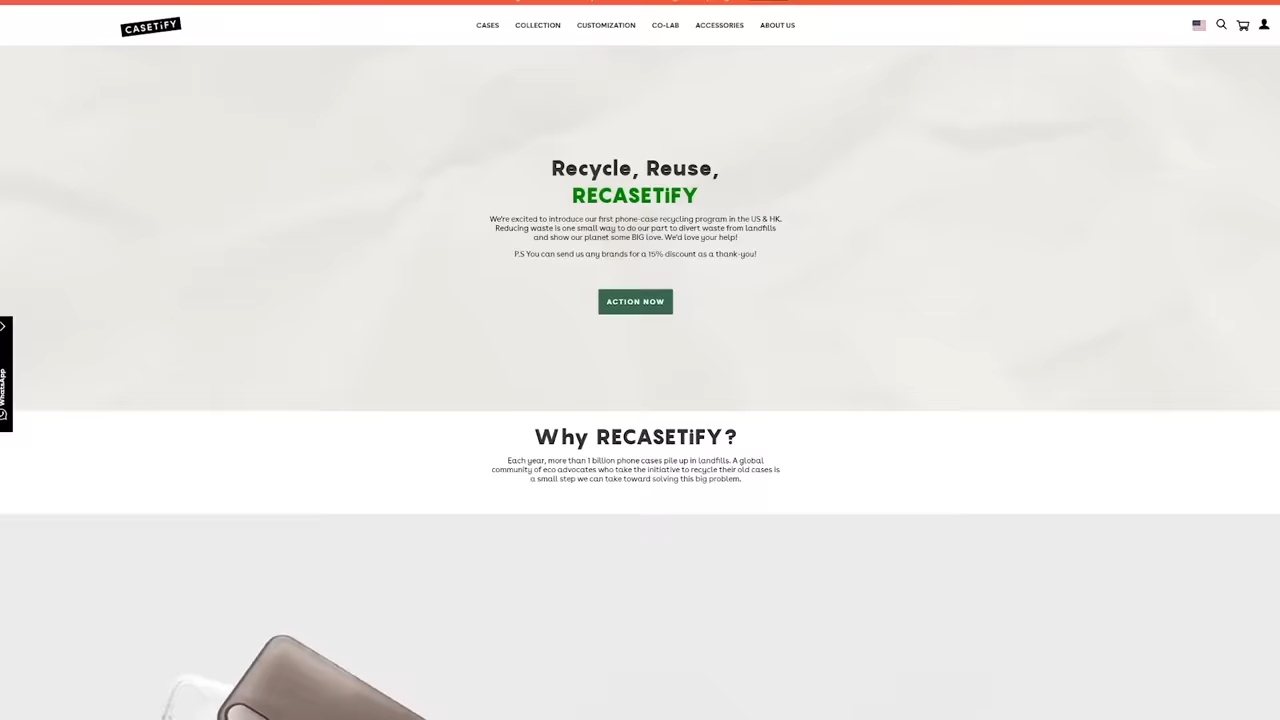 CASETiFY
CASES COLLECTION CUSTOMIZATION CO-LAB ACCESSORIES ABOUT US
Recycle, Reuse,
RECASETiFY
We're excited to introduce our first phone-case recycling program in the US & HK.
Reducing waste is one small way to do our part to divert waste from landfills
and show our planet some BIG love. We'd love your help!
P.S You can send us any brands for a 15% discount as a thank-you!
ACTION NOW
WhatsApp
Why RECASETiFY?
Each year, more than 1 billion phone cases pile up in landfills. A global
community of eco advocates who take the initiative to recycle their old cases is
a small step we can take toward solving this big problem.